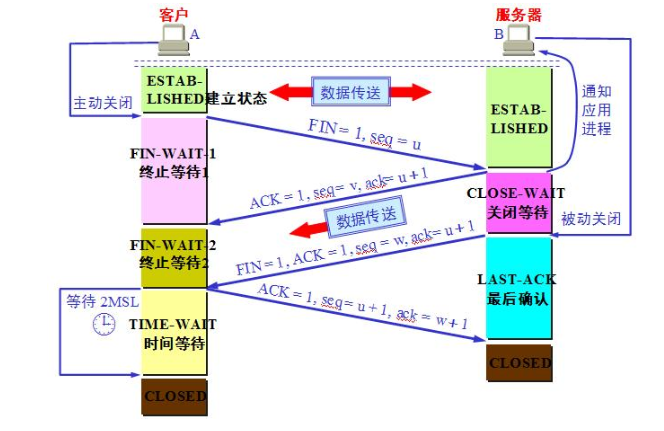 客户
服务器
A
B
ESTAB-
LISHED建立状态
数据传送
主动关闭
通知
应用
进程
ESTAB-
LISHED
FIN= 1, seq = u
FIN-WAIT-1
终止等待1
ACK = 1, seq= v, ack= u+1
CLOSE-WAIT
关闭等待
数据传送
被动关闭
FIN-WAIT-2
终止等待2
FIN=1, ACK = 1, seq = w, ack= u+1
LAST-ACK
最后确认
等待 2MSL
ACK = 1, seq= u+1, ack = w+1
TIME-WAIT
时间等待
CLOSED
CLOSED